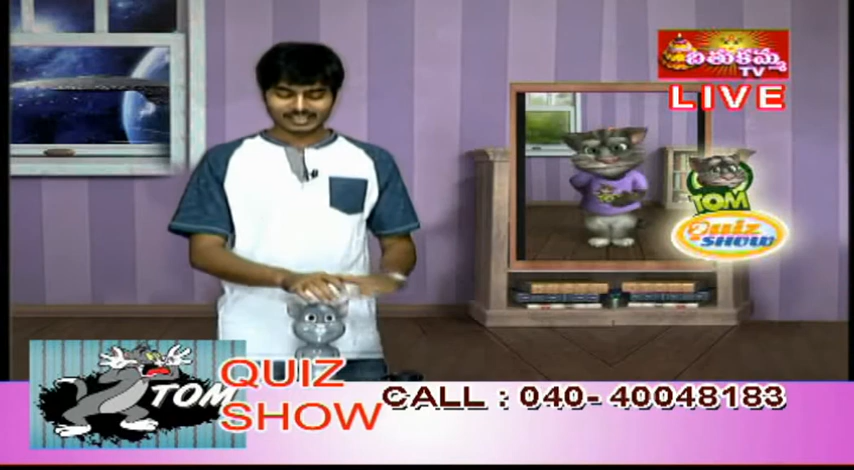 బతుకమ్మ
TV
LIVE
TOM
Quiz
SHOW
TOM
QUIZ
SHOW
CALL : 040- 40048183